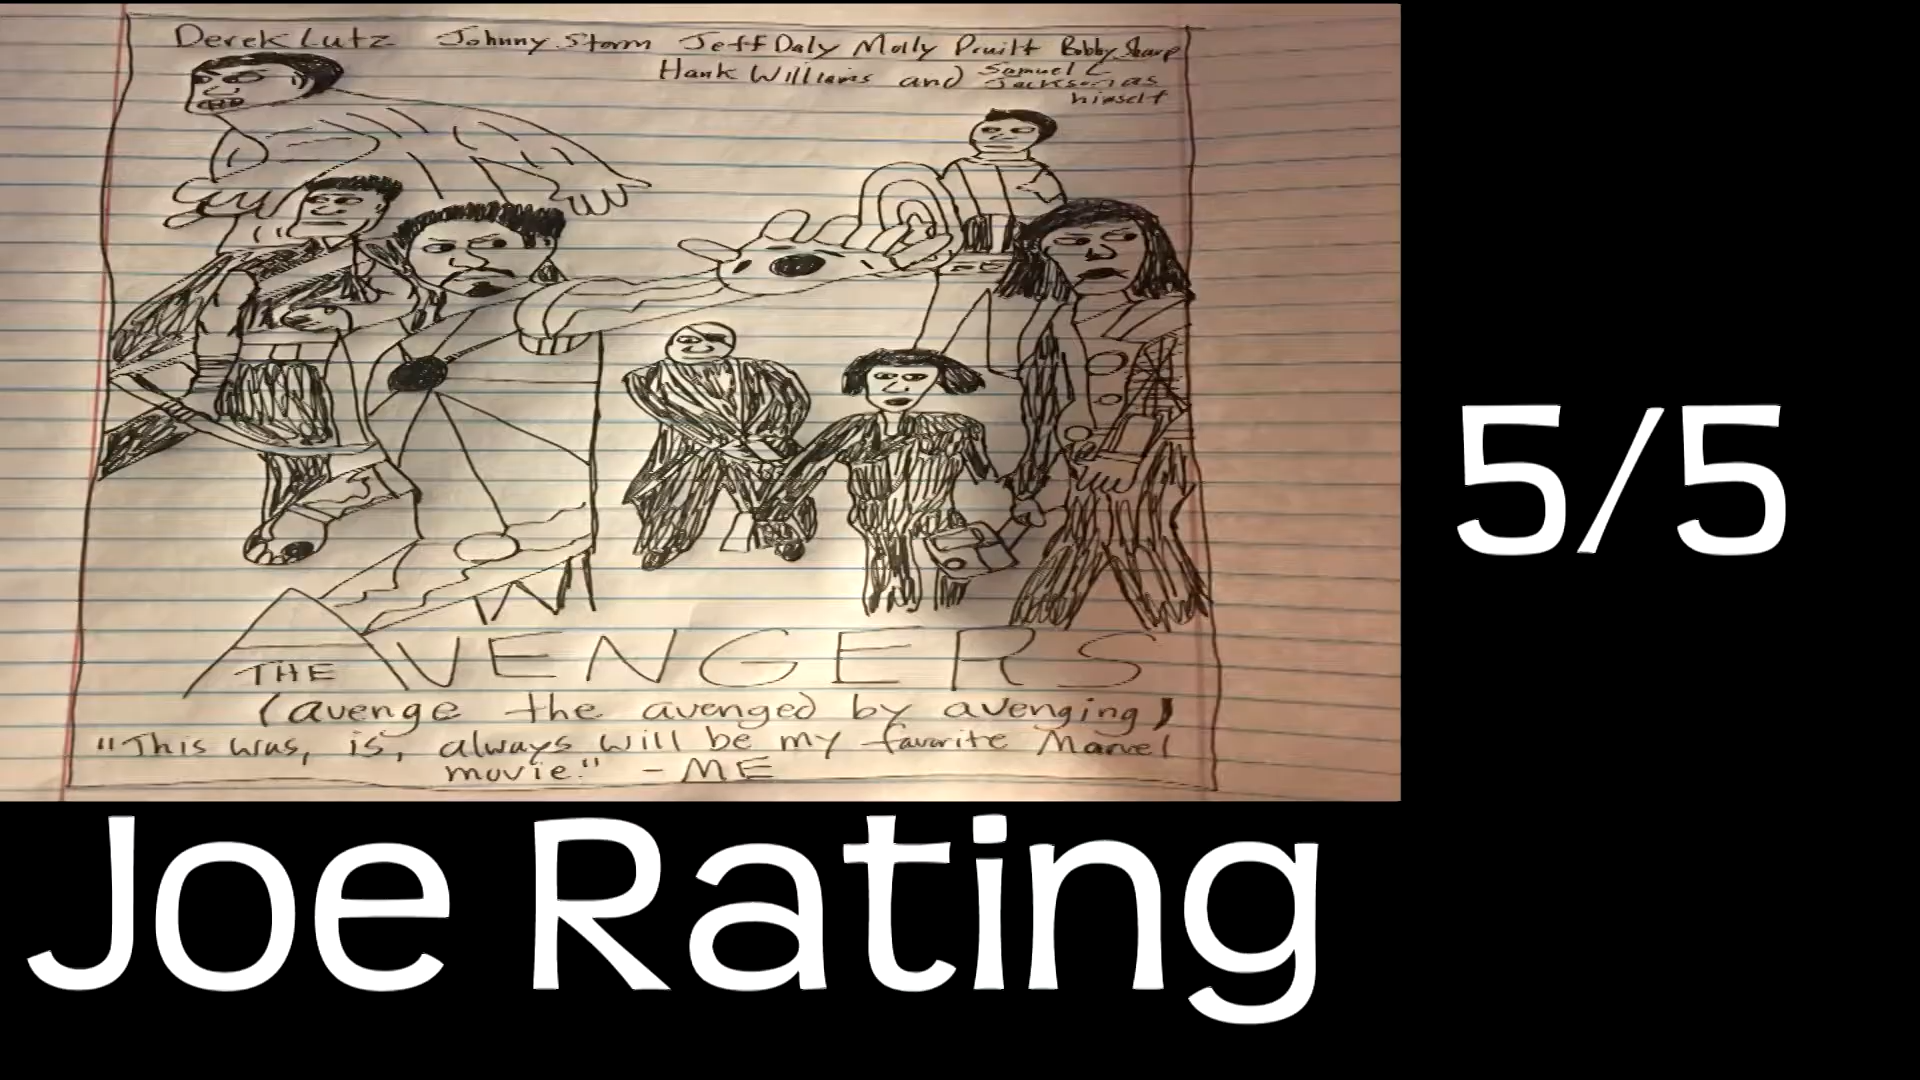 Derek Lutz Johnny Storm Jeff Daly Molly Pruitt Bobby Sharp
Hank Williams and Samuel L
Jackson as
himself
THE AVENGERS
(avenge the avenged by avenging)
"This was, is, always will be my favorite Marvel
movie." - ME
5/5
Joe Rating